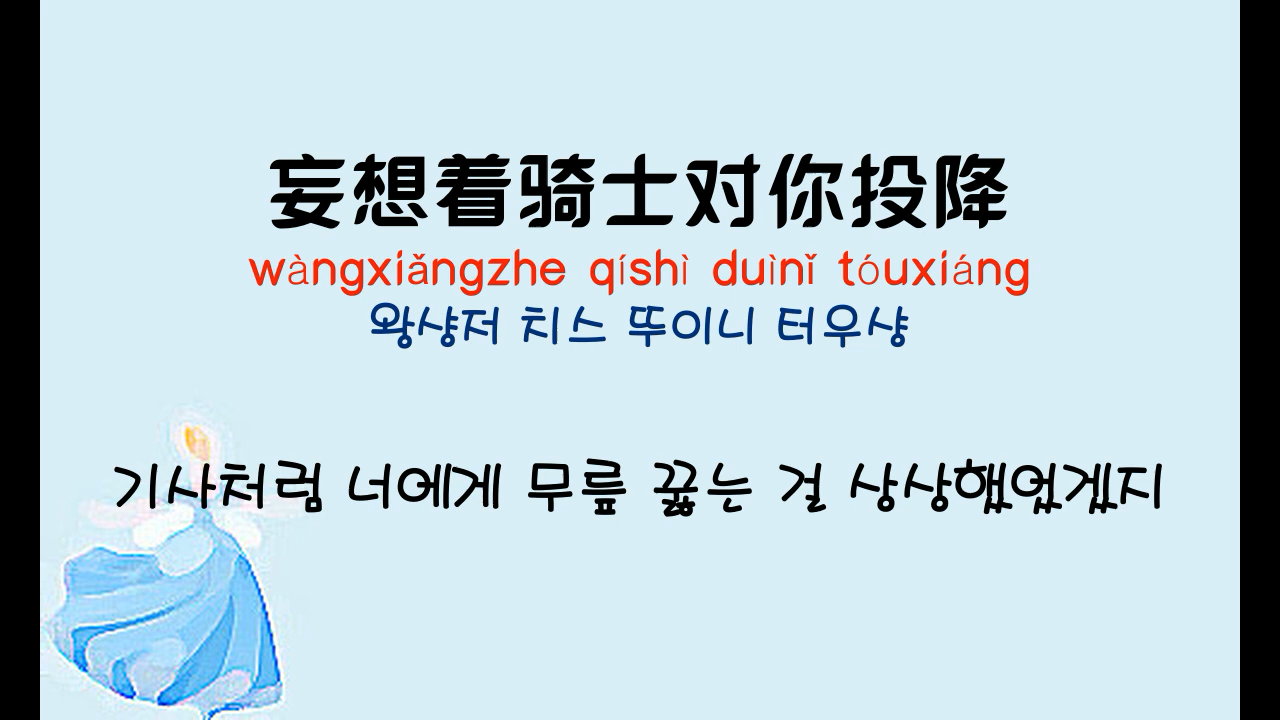 妄想着骑士对你投降
wàngxiǎngzhe qíshì duìnǐ tóuxiáng
왕샹저 치스 뚜이니 터우샹
기사처럼 너에게 무릎 꿇는 걸 상상했었겠지